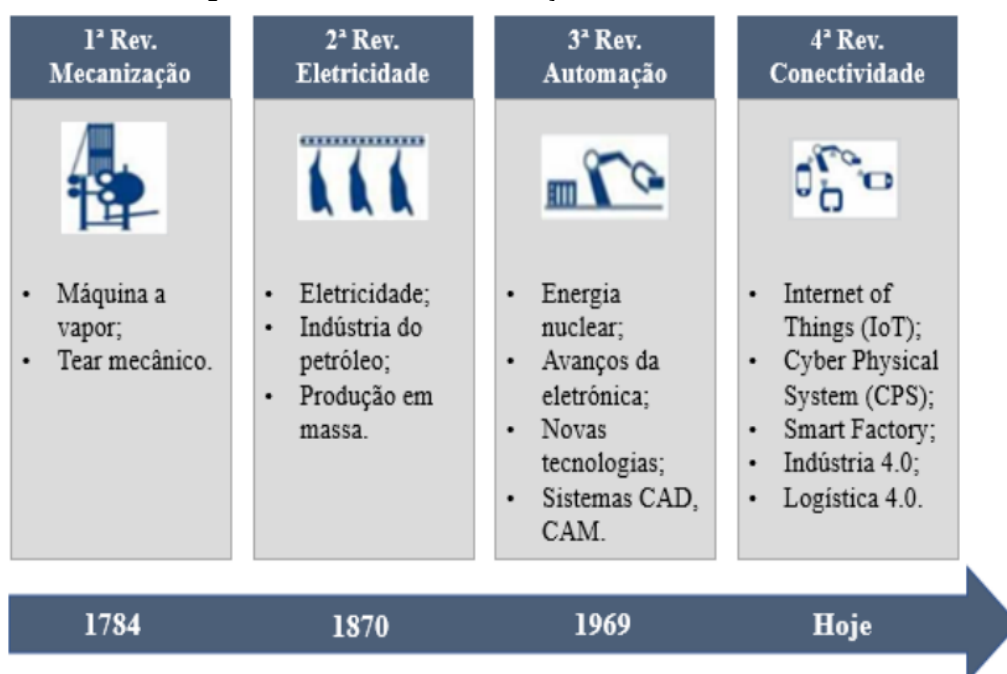 1ª Rev.
Mecanização
• Máquina a
vapor;
• Tear mecânico.
2ª Rev.
Eletricidade
• Eletricidade;
• Indústria do
petróleo;
• Produção em
massa.
3ª Rev.
Automação
• Energia
nuclear;
• Avanços da
eletrónica;
• Novas
tecnologias;
• Sistemas CAD,
CAM.
4ª Rev.
Conectividade
• Internet of
Things (IoT);
• Cyber Physical
System (CPS);
• Smart Factory;
• Indústria 4.0;
• Logística 4.0.
1784
1870
1969
Hoje